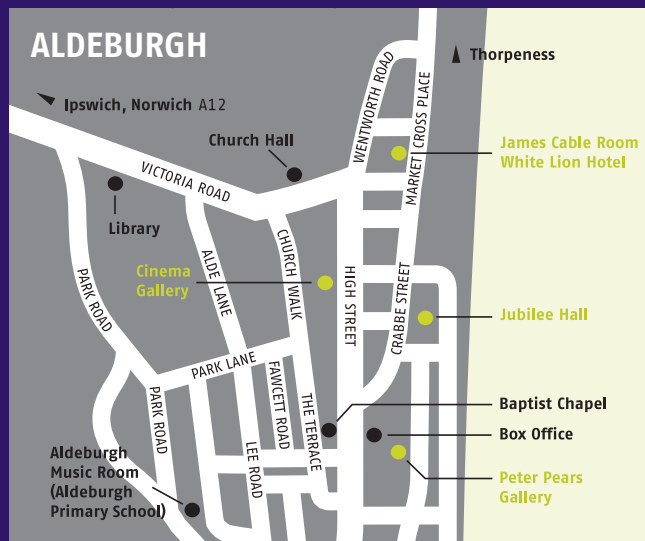 ALDEBURGH
Thorpeness
Ipswich, Norwich A12
WENTWORTH ROAD
MARKET CROSS PLACE
Church Hall
James Cable Room
White Lion Hotel
VICTORIA ROAD
Library
CHURCH WALK
ALDE LANE
Cinema
Gallery
HIGH STREET
CRABBE STREET
PARK ROAD
Jubilee Hall
PARK LANE
FAWCETT ROAD
THE TERRACE
PARK ROAD
Baptist Chapel
Box Office
LEE ROAD
Aldeburgh
Music Room
(Aldeburgh
Primary School)
Peter Pears
Gallery